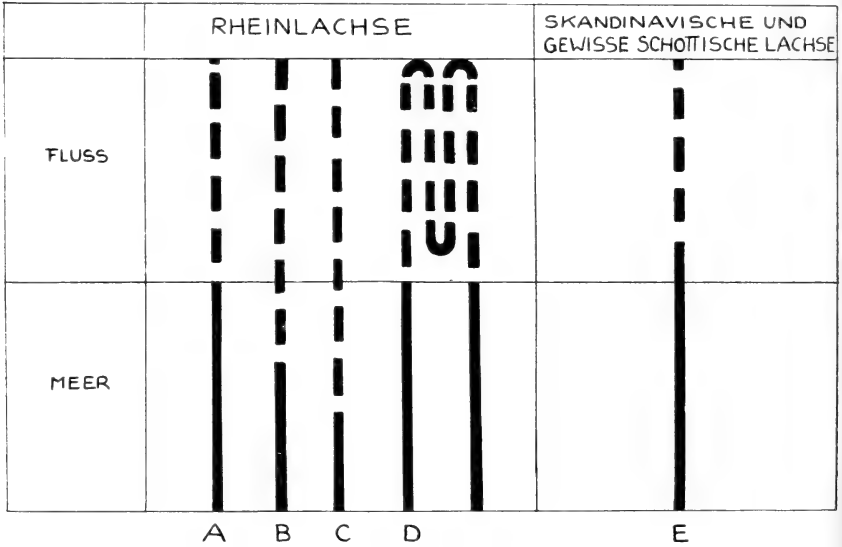 RHEINLACHSE
SKANDINAVISCHE UND
GEWISSE SCHOTTISCHE LACHSE
FLUSS
MEER
A B C D E